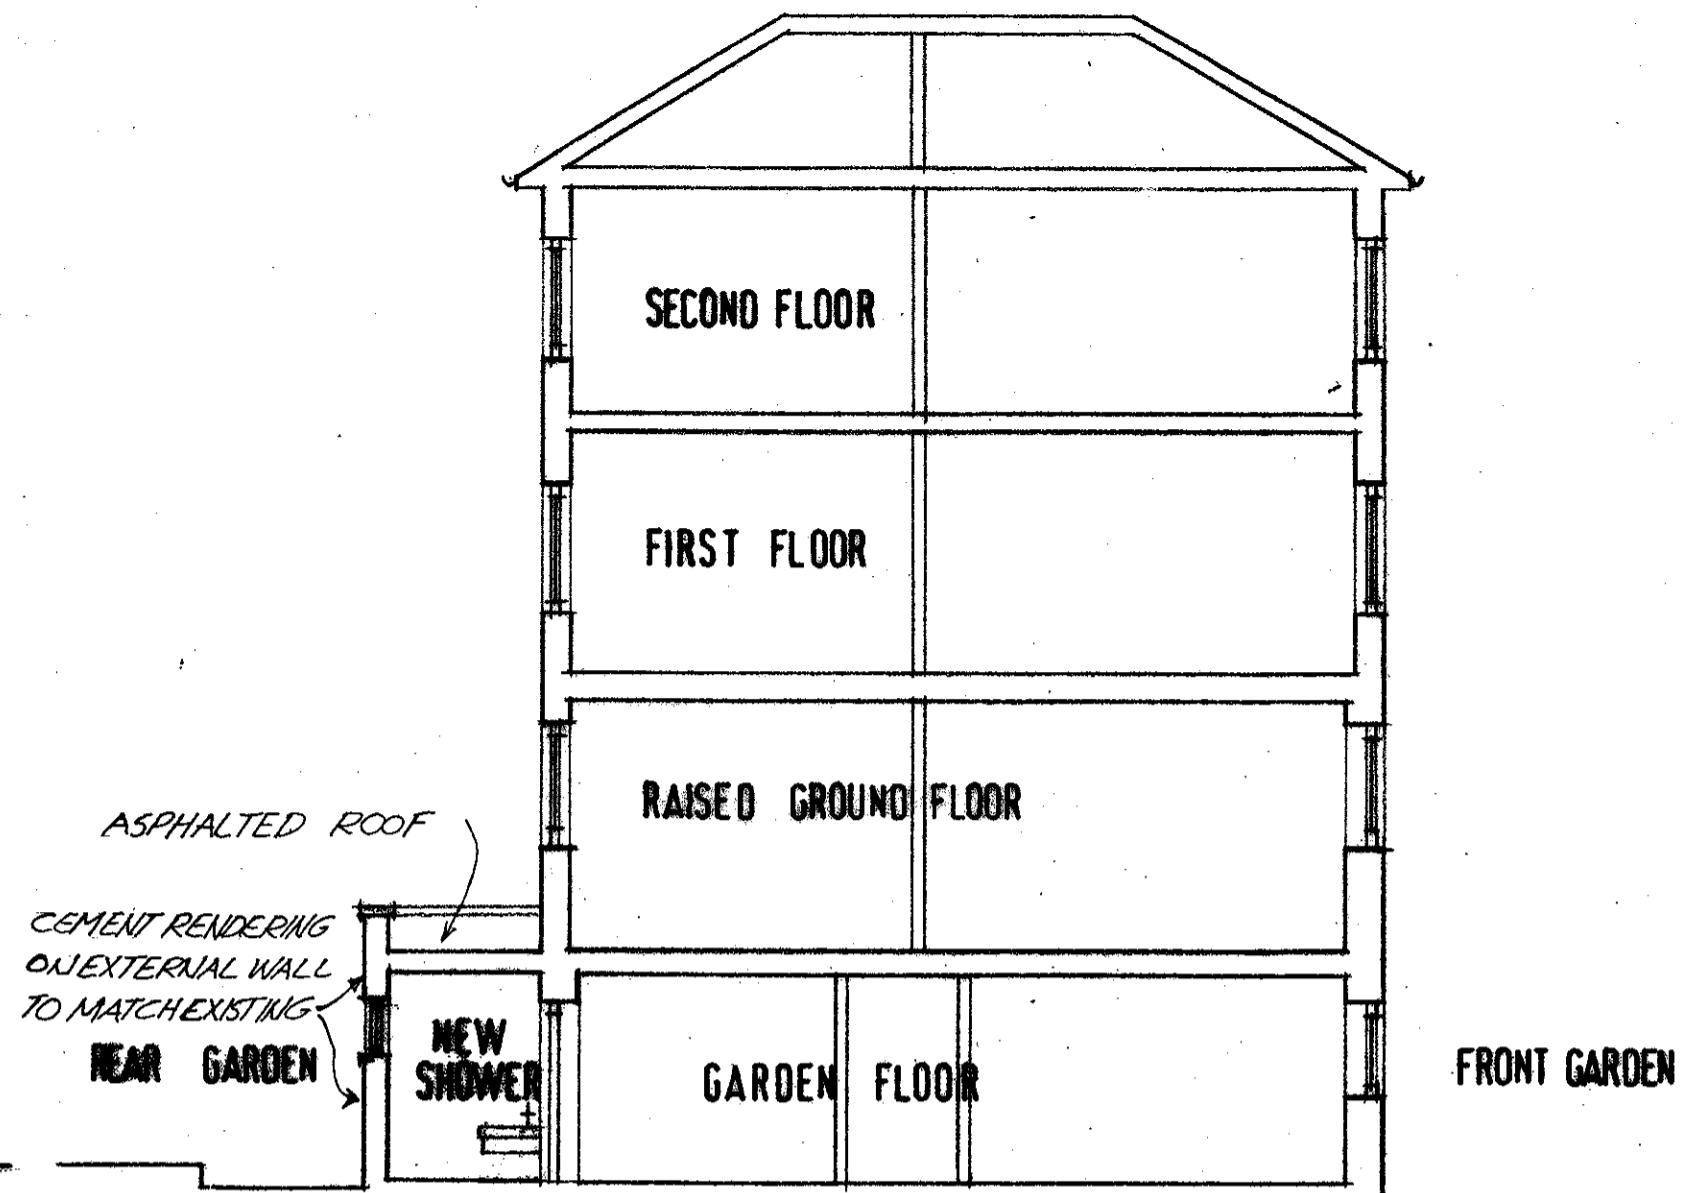 SECOND FLOOR
FIRST FLOOR
RAISED GROUND FLOOR
ASPHALTED ROOF
CEMENT RENDERING
ON EXTERNAL WALL
TO MATCH EXISTING
REAR GARDEN
NEW
SHOWER
GARDEN FLOOR
FRONT GARDEN